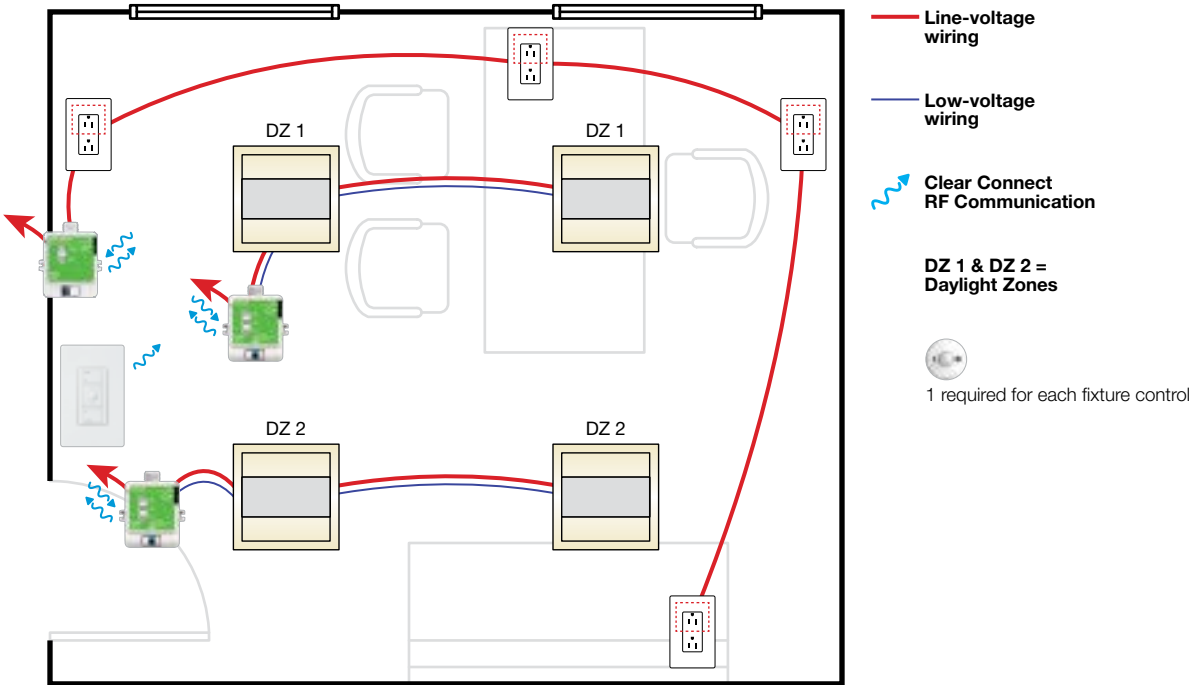 DZ 1
DZ 1
DZ 2
DZ 2
Line-voltage
wiring
Low-voltage
wiring
Clear Connect
RF Communication
DZ 1 & DZ 2 =
Daylight Zones
1 required for each fixture control